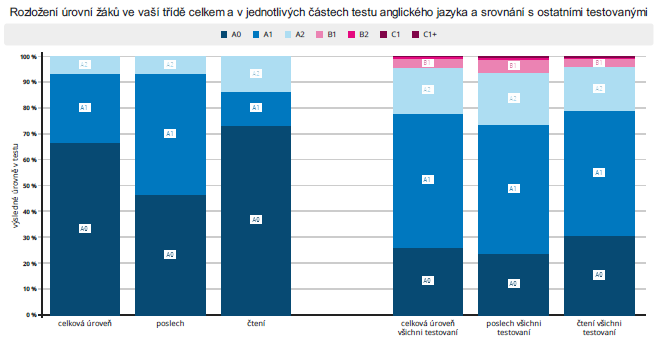 Rozložení úrovní žáků ve vaší třídě celkem a v jednotlivých částech testu anglického jazyka a srovnání s ostatními testovanými
A0 A1 A2 B1 B2 C1 C1+
výsledné úrovně v testu
100 %
90 %
80 %
70 %
60 %
50 %
40 %
30 %
20 %
10 %
0 %
A2 A2 A2 B1 B1 B1
A2 A2 A2
A1 A1 A1 A1 A1 A1
A0 A0 A0 A0 A0 A0
celková úroveň poslech čtení celková úroveň poslech všichni čtení všichni
všichni testovaní testovaní testovaní